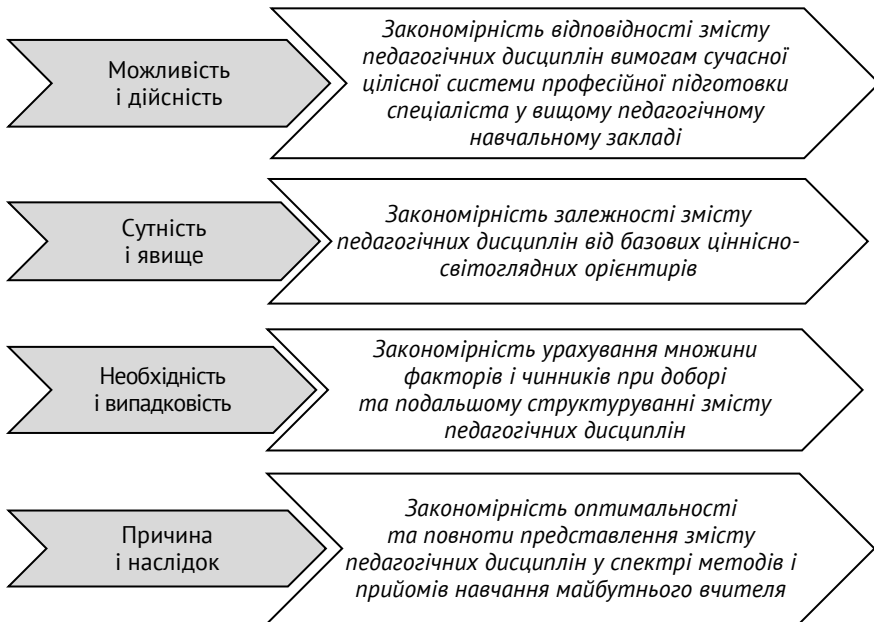 Можливість
і дійсність
Закономірність відповідності змісту
педагогічних дисциплін вимогам сучасної
цілісної системи професійної підготовки
спеціаліста у вищому педагогічному
навчальному закладі
Сутність
і явище
Закономірність залежності змісту
педагогічних дисциплін від базових ціннісно-
світоглядних орієнтирів
Необхідність
і випадковість
Закономірність урахування множини
факторів і чинників при доборі
та подальшому структуруванні змісту
педагогічних дисциплін
Причина
і наслідок
Закономірність оптимальності
та повноти представлення змісту
педагогічних дисциплін у спектрі методів і
прийомів навчання майбутнього вчителя